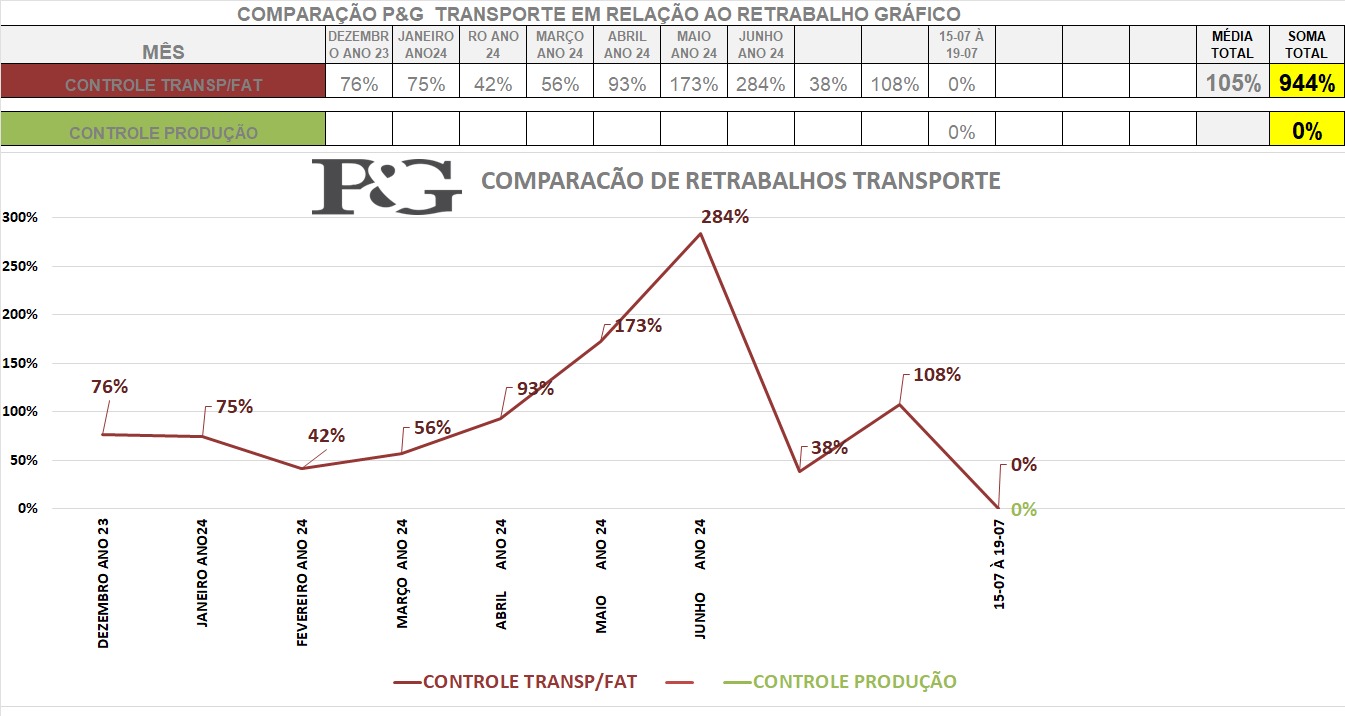 COMPARAÇÃO P&G TRANSPORTE EM RELAÇÃO AO RETRABALHO GRÁFICO
MÊS DEZEMBR JANEIRO RO ANO MARÇO ABRIL MAIO JUNHO 15-07 À MÉDIA SOMA
O ANO 23 ANO24 24 ANO 24 ANO 24 ANO 24 ANO 24 19-07 TOTAL TOTAL
CONTROLE TRANSP/FAT 76% 75% 42% 56% 93% 173% 284% 38% 108% 0% 105% 944%
CONTROLE PRODUÇÃO 0% 0%
P&G COMPARACÃO DE RETRABALHOS TRANSPORTE
300%
250%
200%
150%
100%
50%
0%
76%
75%
42%
56%
93%
173%
284%
38%
108%
0%
0%
DEZEMBRO ANO 23
JANEIRO ANO24
FEVEREIRO ANO 24
MARÇO ANO 24
ABRIL ANO 24
MAIO ANO 24
JUNHO ANO 24
15-07 À 19-07
CONTROLE TRANSP/FAT CONTROLE PRODUÇÃO